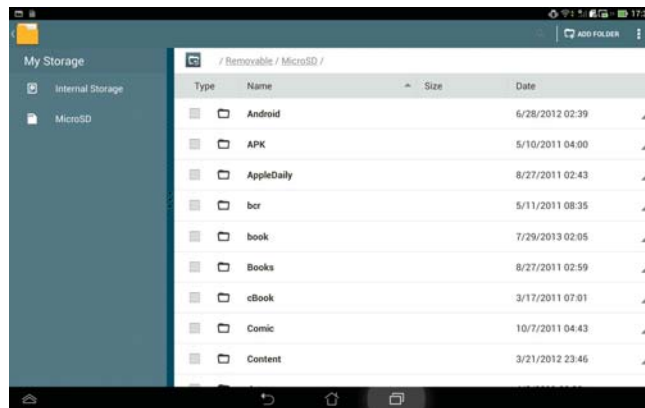 17:
ADD FOLDER
My Storage
/ Removable / MicroSD /
Internal Storage
Type Name Size Date
MicroSD
Android 6/28/2012 02:39
APK 5/10/2011 04:00
AppleDaily 8/27/2011 02:43
bcr 5/11/2011 08:35
book 7/29/2013 02:05
Books 8/27/2011 02:59
cBook 3/17/2011 07:01
Comic 10/7/2011 04:43
Content 3/21/2012 23:46